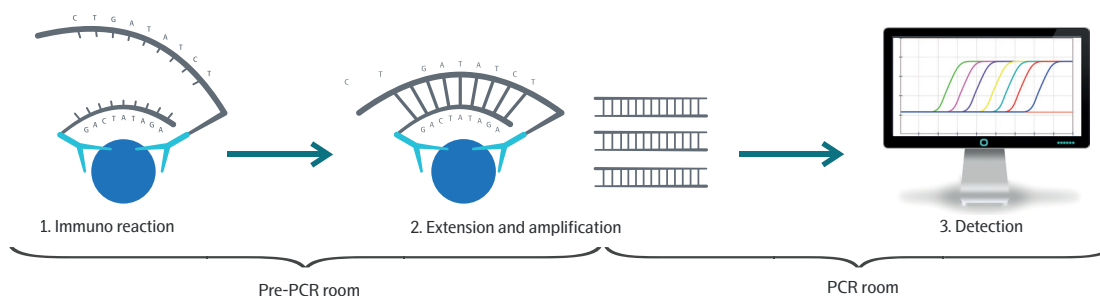 C T G A T A T C T
G A C T A T A G A
1. Immuno reaction
C T G A T A T C T
G A C T A T A G A
2. Extension and amplification
3. Detection
Pre-PCR room
PCR room